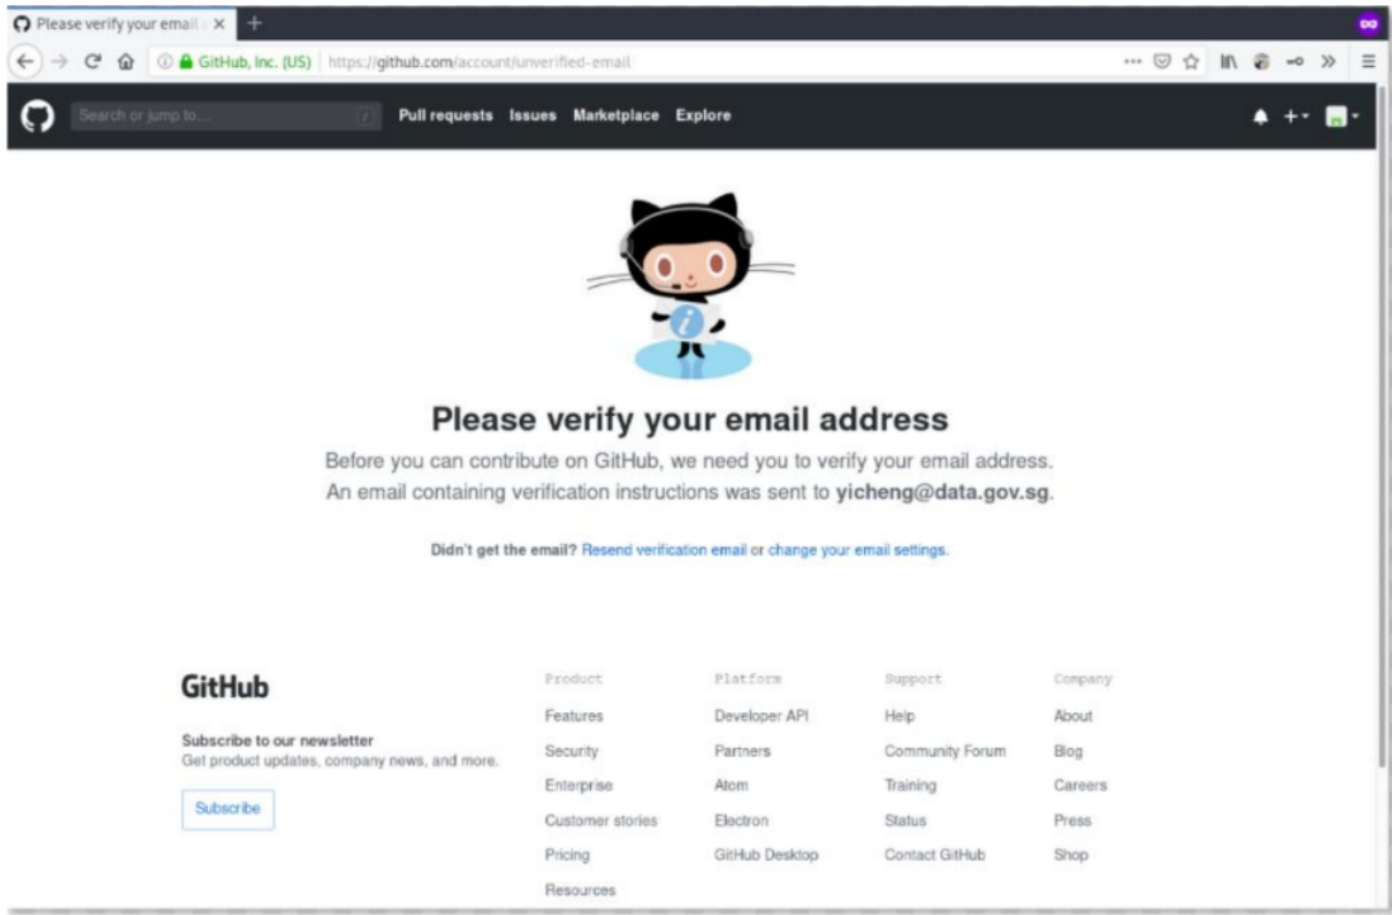 Please verify your email a
GitHub, Inc. (US)
https://github.com/account/unverified-email
Search or jump to...
/
Pull requests Issues Marketplace Explore
Please verify your email address
Before you can contribute on GitHub, we need you to verify your email address.
An email containing verification instructions was sent to yicheng@data.gov.sg.
Didn't get the email? Resend verification email or change your email settings.
GitHub
Subscribe to our newsletter
Get product updates, company news, and more.
Subscribe
Product
Features
Security
Enterprise
Customer stories
Pricing
Resources
Platform
Developer API
Partners
Atom
Electron
GitHub Desktop
Support
Help
Community Forum
Training
Status
Contact GitHub
Company
About
Blog
Careers
Press
Shop